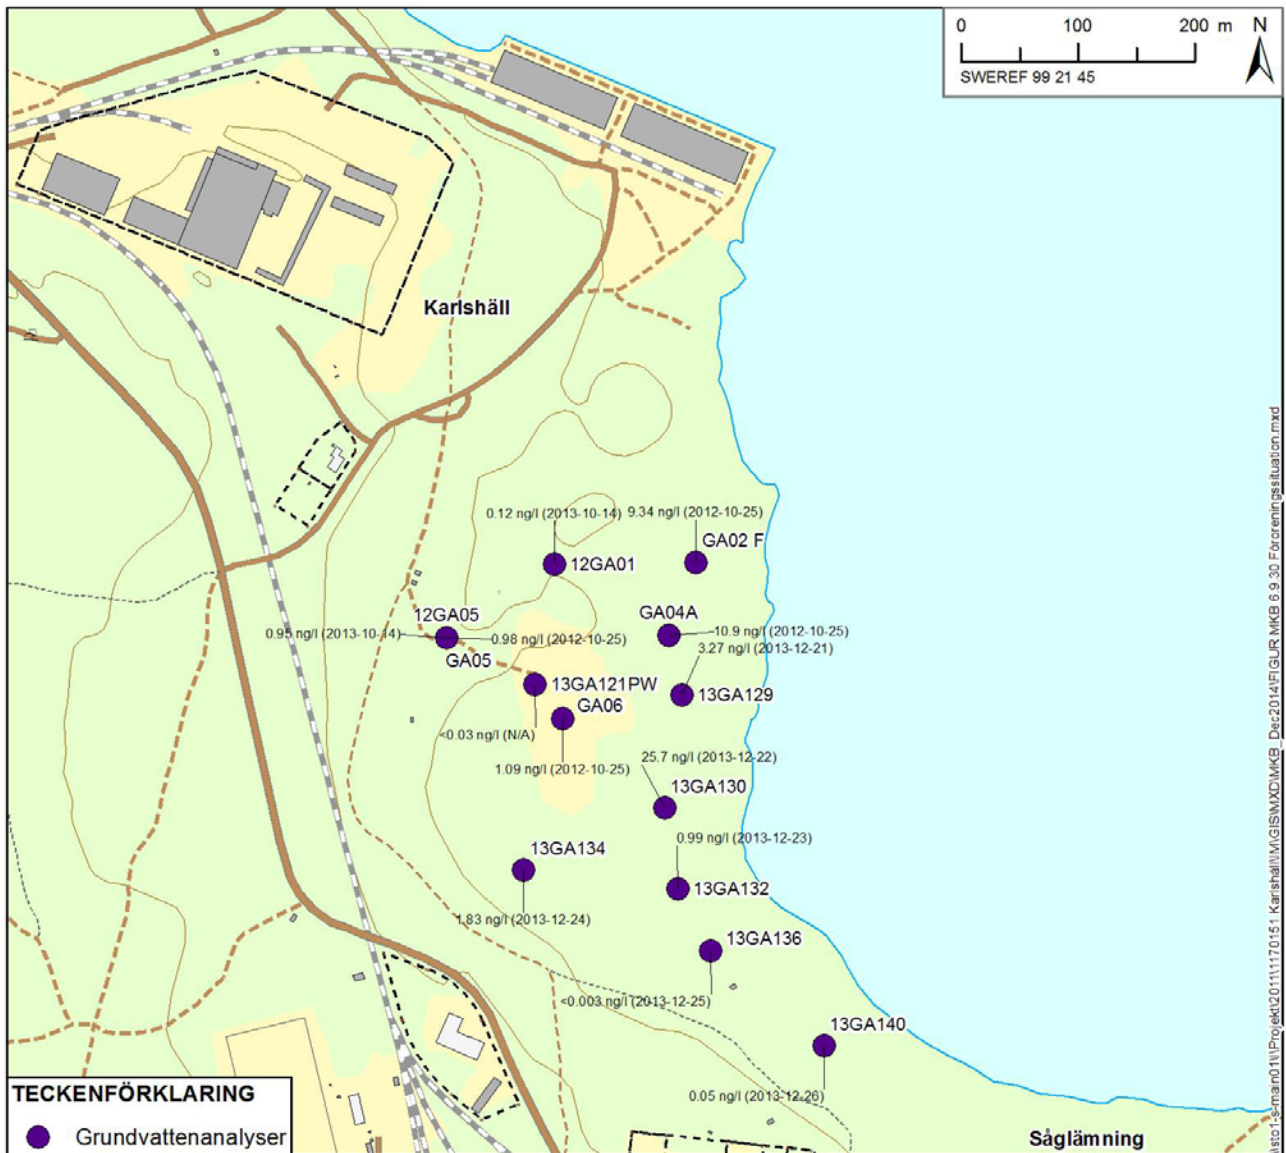 0 100 200 m N
SWEREF 99 21 45
Karlshäll
0.12 ng/l (2013-10-14)
9.34 ng/l (2012-10-25)
GA02 F
12GA01
12GA05
GA04A
0.95 ng/l (2013-10-14)
0.98 ng/l (2012-10-25)
10.9 ng/l (2012-10-25)
3.27 ng/l (2013-12-21)
GA05
13GA121PW
13GA129
GA06
<0.03 ng/l (N/A)
25.7 ng/l (2013-12-22)
1.09 ng/l (2012-10-25)
13GA130
0.99 ng/l (2013-12-23)
13GA134
13GA132
1.83 ng/l (2013-12-24)
13GA136
<0.003 ng/l (2013-12-25)
13GA140
0.05 ng/l (2013-12-26)
TECKENFÖRKLARING
Grundvattenanalyser
Såglämning